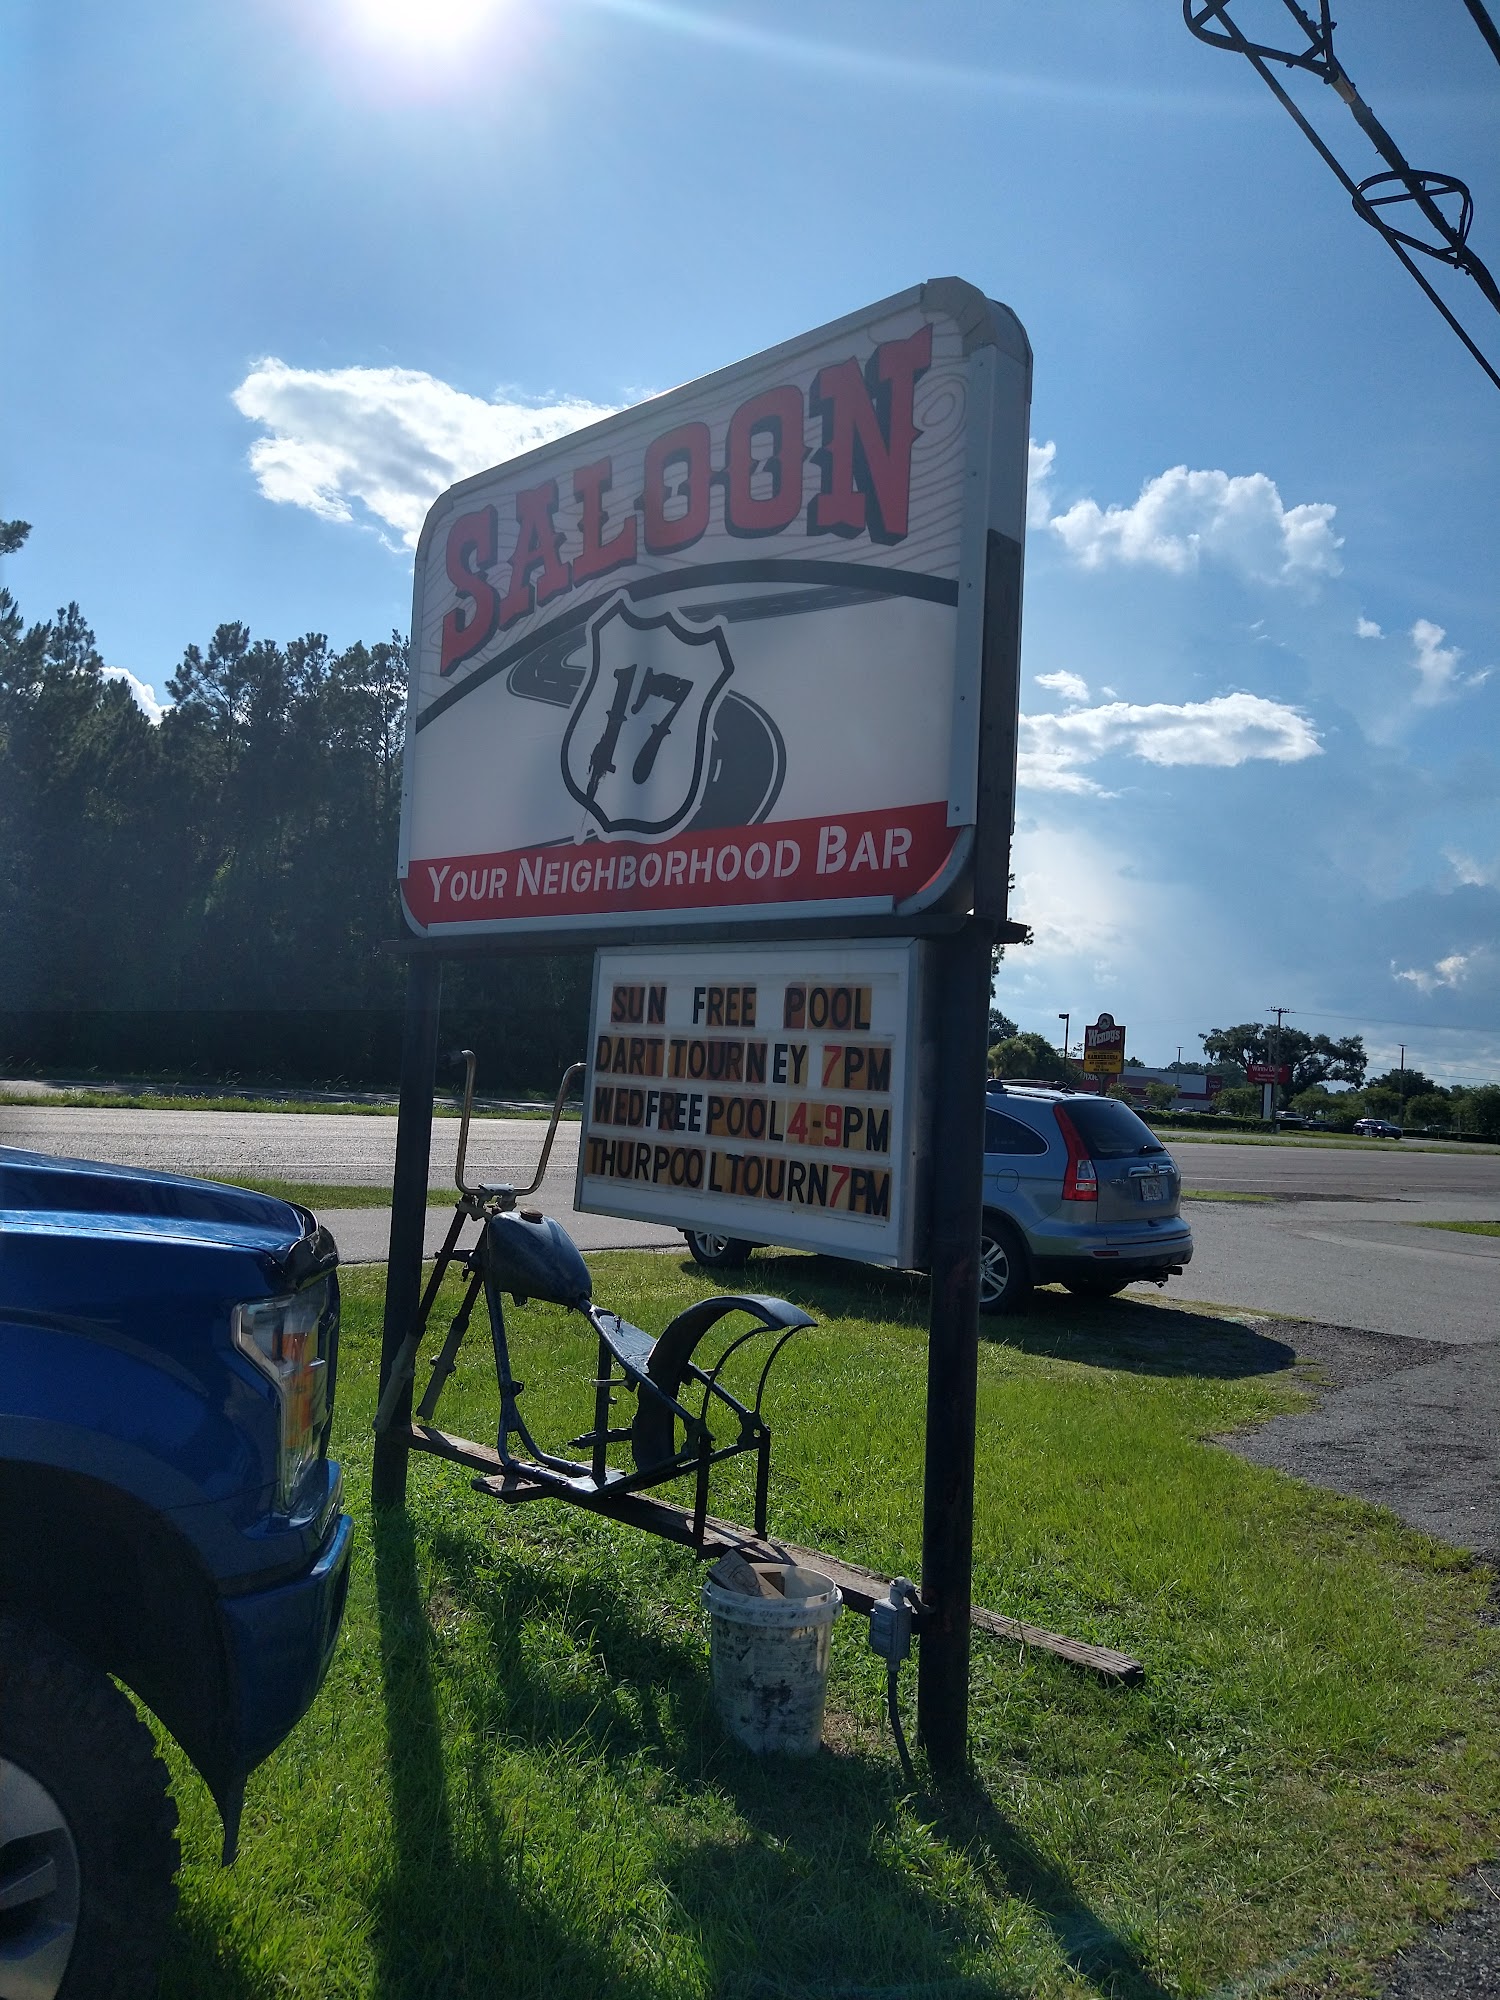 SALOON
17
YOUR NEIGHBORHOOD BAR
SUN FREE POOL
DART TOURNEY 7PM
WED FREE POOL 4-9PM
THUR POOL TOURN 7PM
WENDY'S